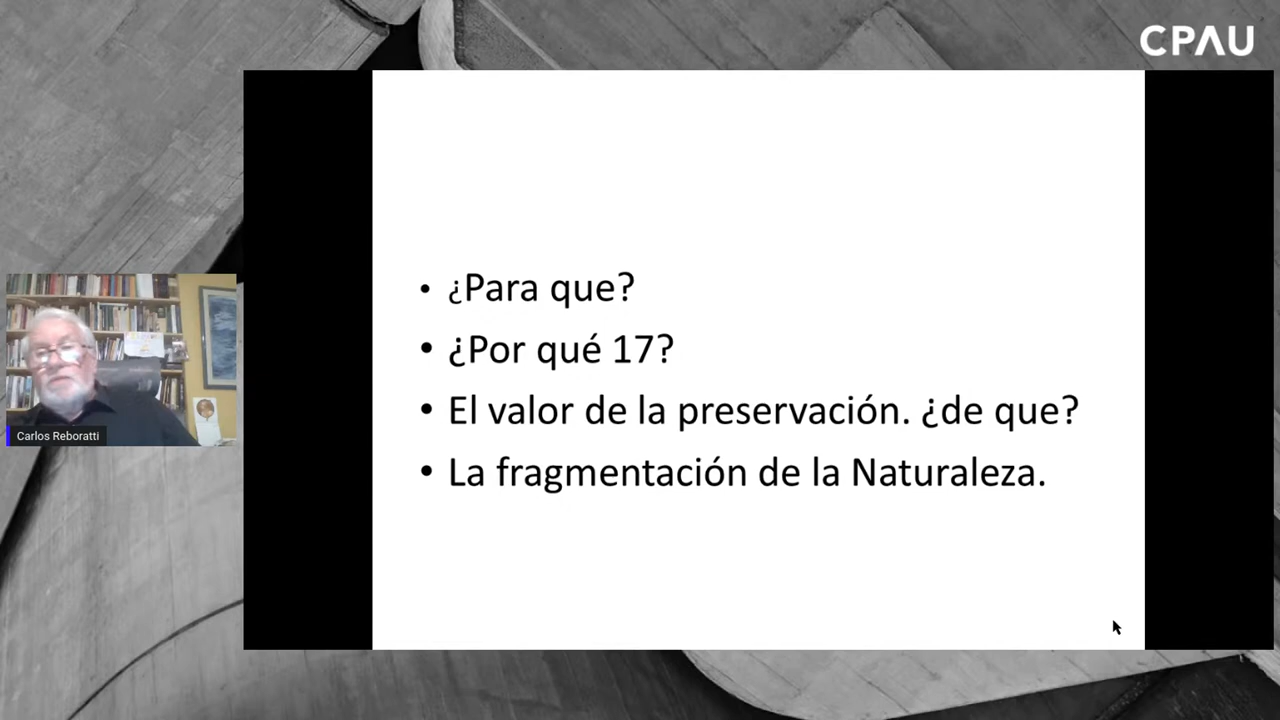 CPAU
• ¿Para que?
• ¿Por qué 17?
• El valor de la preservación. ¿de que?
• La fragmentación de la Naturaleza.
Carlos Reboratti